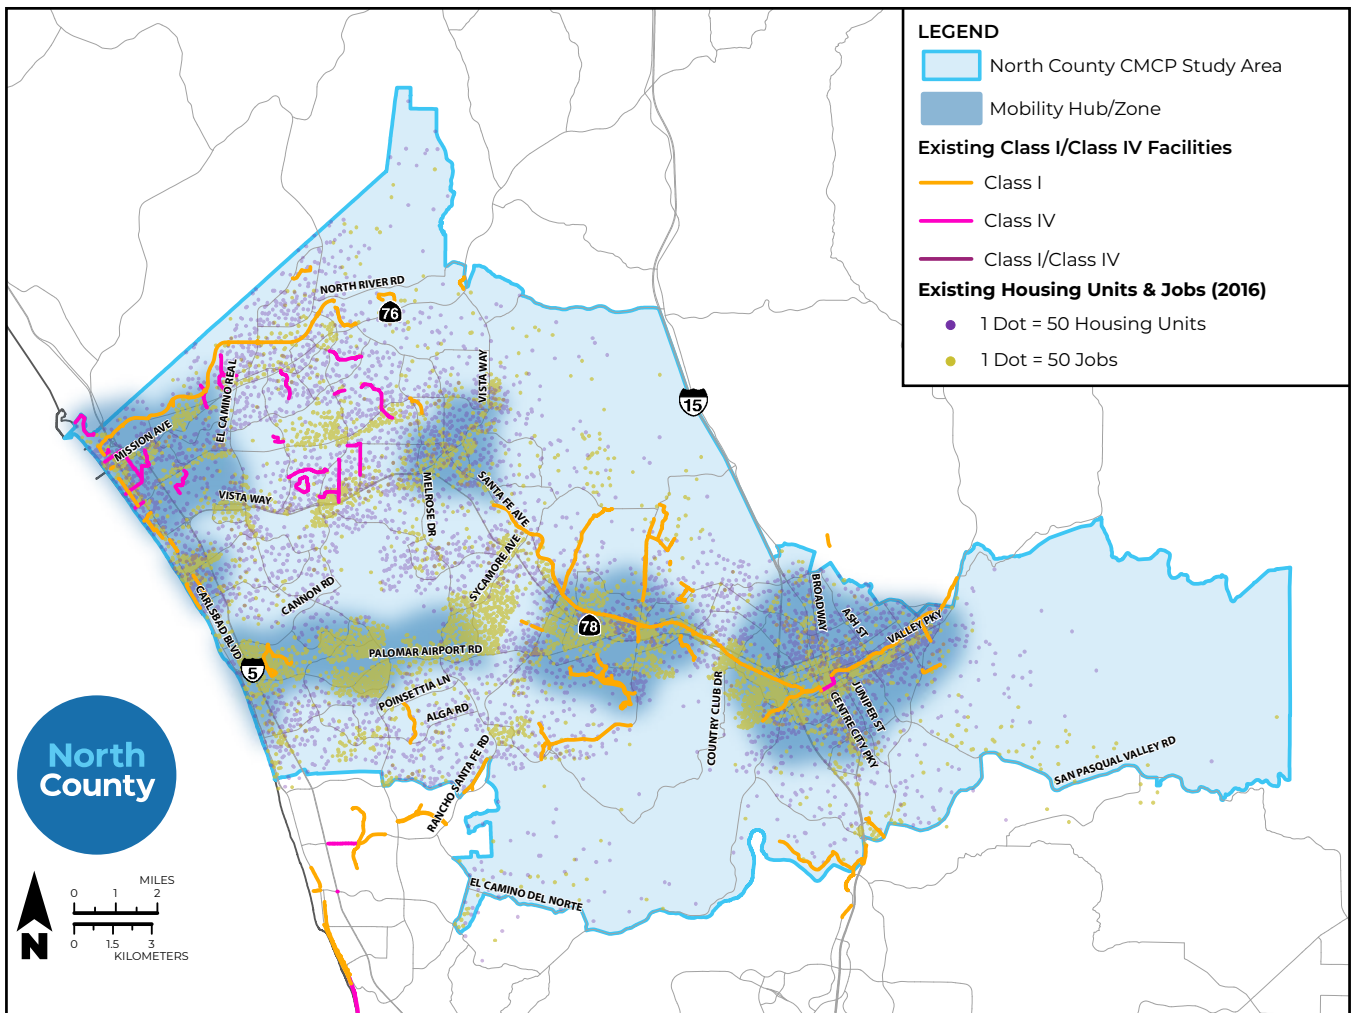 LEGEND
North County CMCP Study Area
Mobility Hub/Zone
Existing Class I/Class IV Facilities
Class I
Class IV
Class I/Class IV
Existing Housing Units & Jobs (2016)
1 Dot = 50 Housing Units
1 Dot = 50 Jobs
NORTH RIVER RD
76
VISTA WAY
EL CAMINO REAL
15
MISSION AVE
VISTA WAY
MELROSE DR
SANTA FE AVE
SYCAMORE AVE
CANNON RD
CARLSBAD BLVD
BROADWAY
ASH ST
VALLEY PKY
78
PALOMAR AIRPORT RD
5
POINSETTIA LN
ALGA RD
COUNTRY CLUB DR
JUNIPER ST
CENTRE CITY PKY
RANCHO SANTA FE RD
SAN PASQUAL VALLEY RD
EL CAMINO DEL NORTE
North
County
MILES
0 1 2
0 1.5 3
KILOMETERS
N